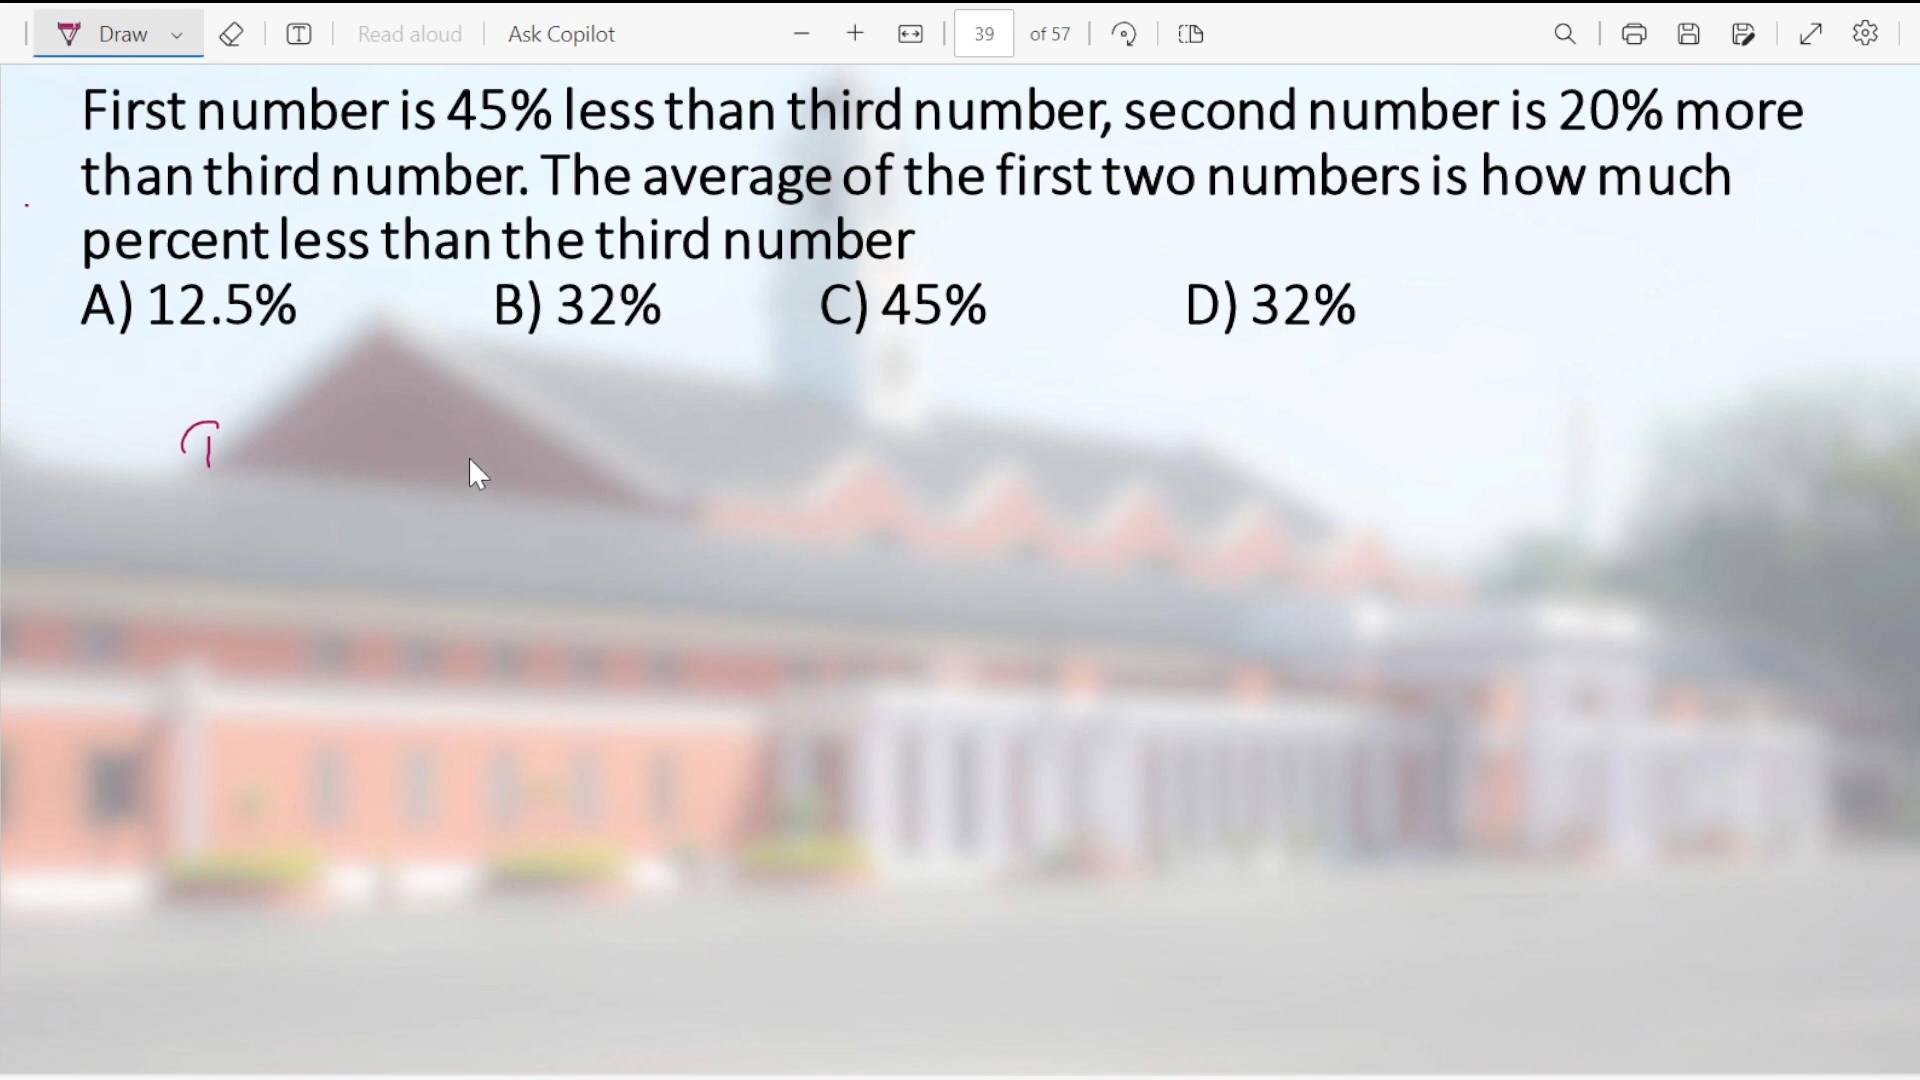 Draw Read aloud Ask Copilot 39 of 57
First number is 45% less than third number, second number is 20% more
than third number. The average of the first two numbers is how much
percent less than the third number
A) 12.5% B) 32% C) 45% D) 32%